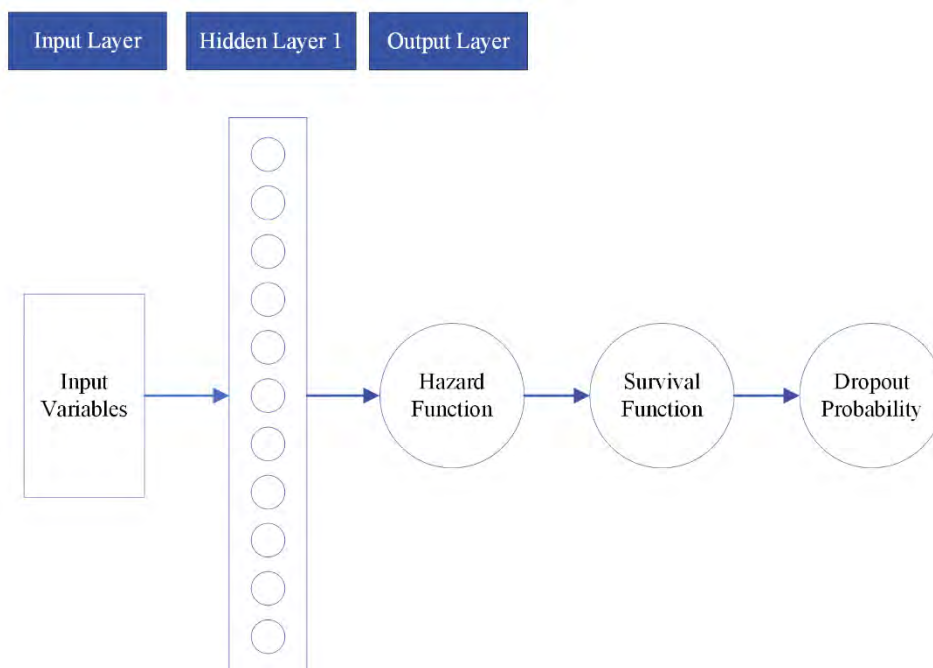 Input Layer
Hidden Layer 1
Output Layer
Input
Variables
Hazard
Function
Survival
Function
Dropout
Probability